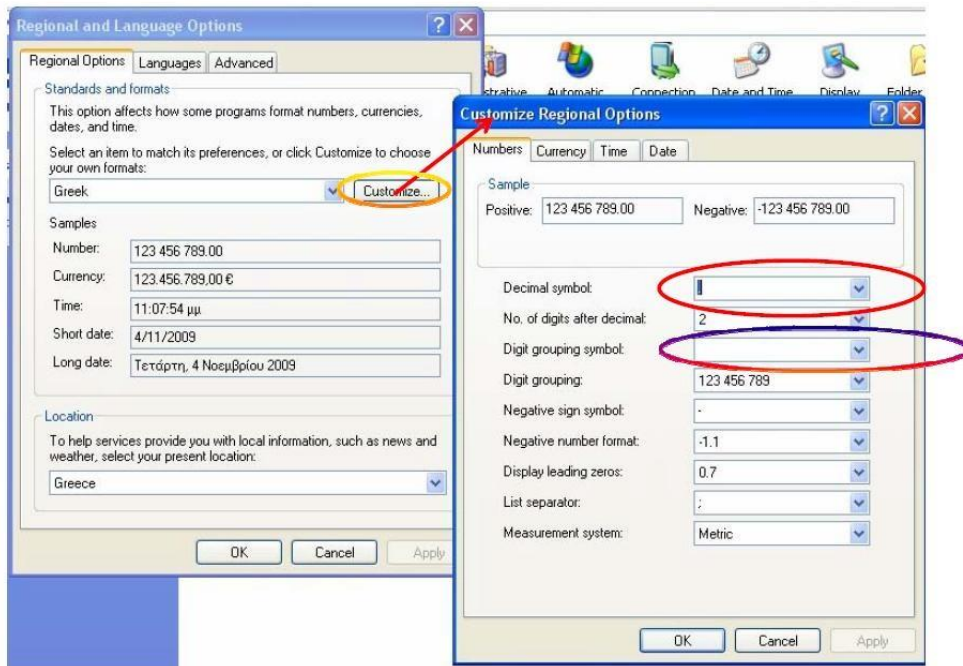 Regional and Language Options
Regional Options Languages Advanced
Standards and formats
This option affects how some programs format numbers, currencies,
dates, and time.
Select an item to match its preferences, or click Customize to choose
your own formats:
Greek Customize...
Samples
Number: 123 456 789.00
Currency: 123.456.789,00 €
Time: 11:07:54 μμ
Short date: 4/11/2009
Long date: Τετάρτη, 4 Νοεμβρίου 2009
Location
To help services provide you with local information, such as news and
weather, select your present location:
Greece
OK Cancel Apply
Automatic Connection Date and Time Display Folder
Customize Regional Options
Numbers Currency Time Date
Sample
Positive: 123 456 789.00 Negative: -123 456 789.00
Decimal symbol:
No. of digits after decimal: 2
Digit grouping symbol:
Digit grouping: 123 456 789
Negative sign symbol: -
Negative number format: -1.1
Display leading zeros: 0.7
List separator: ;
Measurement system: Metric
OK Cancel Apply